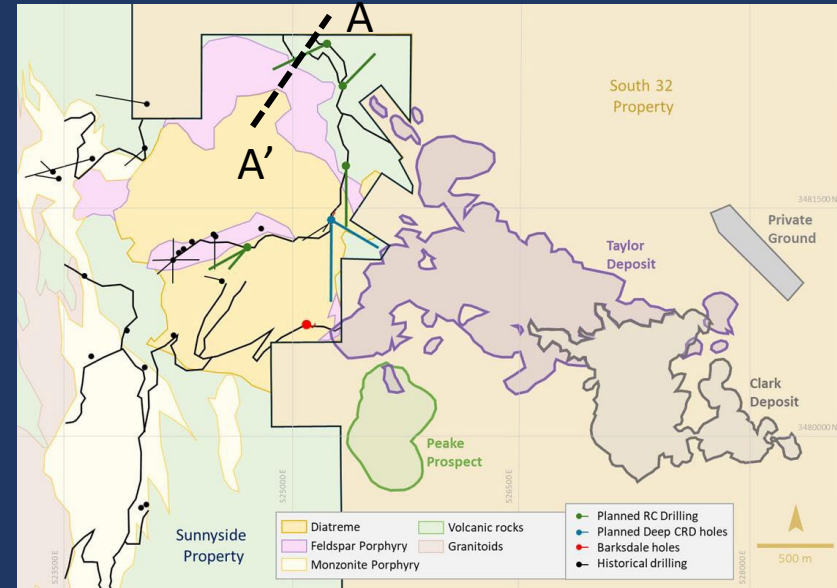 A
A'
South 32
Property
3481500 N
Private
Ground
Taylor
Deposit
Clark
Deposit
3480000 N
Peake
Prospect
Sunnyside
Property
523500 E
525000 E
526500 E
528000 E
Diatreme
Feldspar Porphyry
Monzonite Porphyry
Volcanic rocks
Granitoids
Planned RC Drilling
Planned Deep CRD holes
Barksdale holes
Historical drilling
500 m